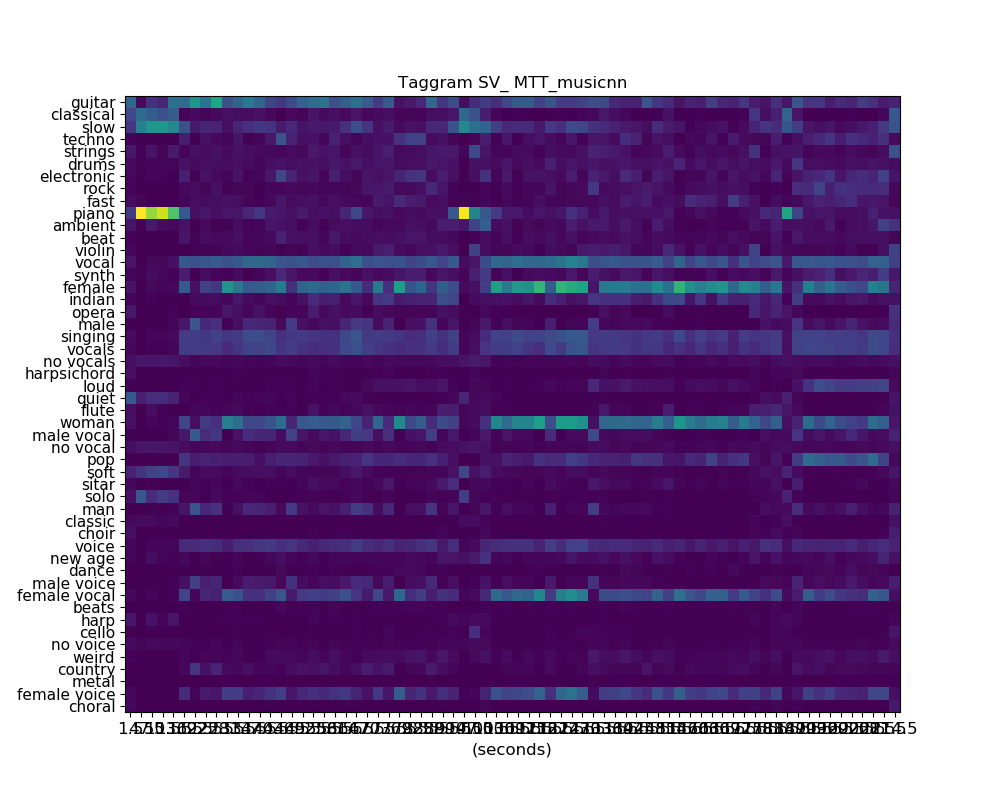 Taggram SV_ MTT_musicnn
guitar
classical
slow
techno
strings
drums
electronic
rock
fast
piano
ambient
beat
violin
vocal
synth
female
indian
opera
male
singing
vocals
no vocals
harpsichord
loud
quiet
flute
woman
male vocal
no vocal
pop
soft
sitar
solo
man
classic
choir
voice
new age
dance
male voice
female vocal
beats
harp
cello
no voice
weird
country
metal
female voice
choral
(seconds)